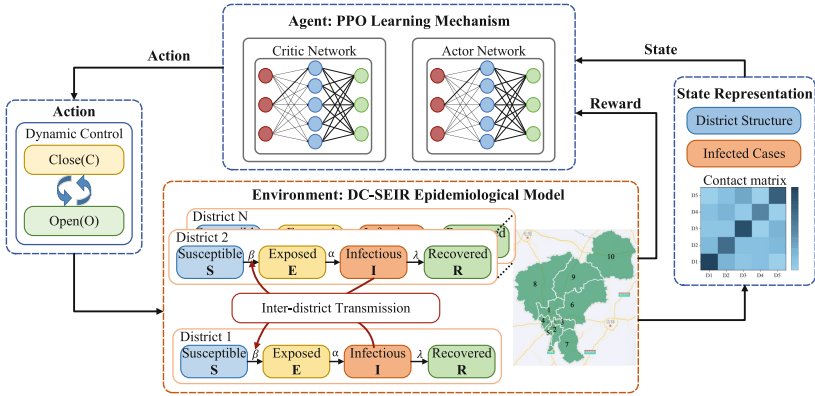 Agent: PPO Learning Mechanism
Critic Network
Actor Network
Action
State
Reward
Action
Dynamic Control
Close(C)
Open(O)
State Representation
District Structure
Infected Cases
Contact matrix
D5
D4
D3
D2
D1
D1 D2 D3 D4 D5
Environment: DC-SEIR Epidemiological Model
District N
District 2
Susceptible β Exposed α Infectious λ Recovered
S E I R
Inter-district Transmission
District 1
Susceptible β Exposed α Infectious λ Recovered
S E I R
10
9
8
6
1
2
7